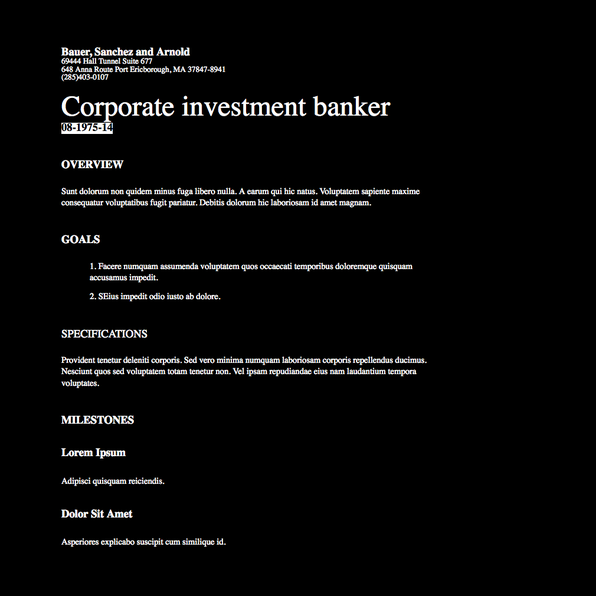 Bauer, Sanchez and Arnold
69444 Hall Tunnel Suite 677
648 Anna Route Port Ericborough, MA 37847-8941
(285)403-0107
Corporate investment banker
08-1975-14
OVERVIEW
Sunt dolorum non quidem minus fuga libero nulla. A earum qui hic natus. Voluptatem sapiente maxime
consequatur voluptatibus fugit pariatur. Debitis dolorum hic laboriosam id amet magnam.
GOALS
1. Facere numquam assumenda voluptatem quos occaecati temporibus doloremque quisquam
accusamus impedit.
2. SEius impedit odio iusto ab dolore.
SPECIFICATIONS
Provident tenetur deleniti corporis. Sed vero minima numquam laboriosam corporis repellendus ducimus.
Nesciunt quos sed voluptatem totam tenetur non. Vel ipsam repudiandae eius nam laudantium tempora
voluptates.
MILESTONES
Lorem Ipsum
Adipisci quisquam reiciendis.
Dolor Sit Amet
Asperiores explicabo suscipit cum similique id.